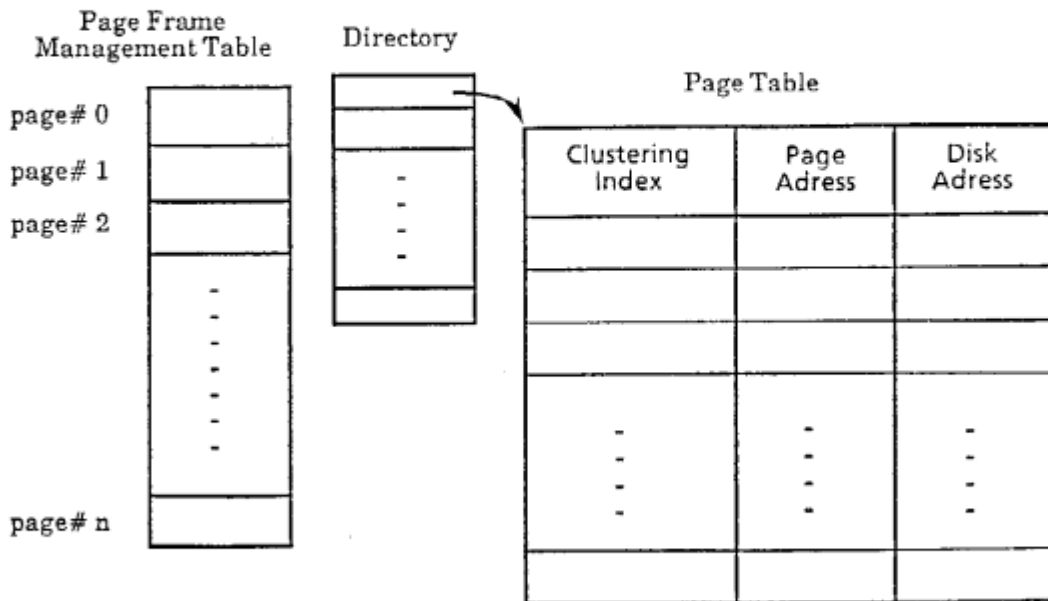 Page Frame
Management Table
page# 0
page# 1
page# 2
page# n
Directory
Page Table
Clustering
Index
Page
Adress
Disk
Adress